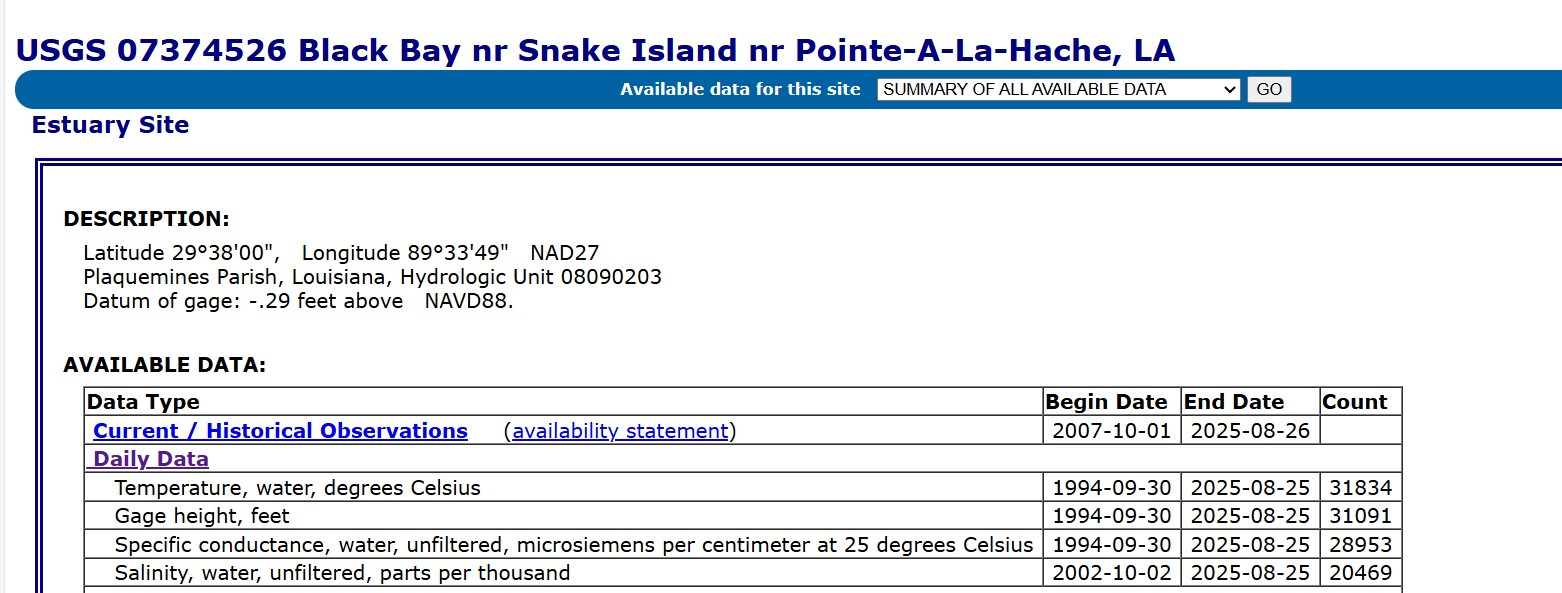 USGS 07374526 Black Bay nr Snake Island nr Pointe-A-La-Hache, LA
Available data for this site SUMMARY OF ALL AVAILABLE DATA GO
Estuary Site
DESCRIPTION:
Latitude 29°38'00", Longitude 89°33'49" NAD27
Plaquemines Parish, Louisiana, Hydrologic Unit 08090203
Datum of gage: -.29 feet above NAVD88.
AVAILABLE DATA:
Data Type Begin Date End Date Count
Current / Historical Observations (availability statement) 2007-10-01 2025-08-26
Daily Data
Temperature, water, degrees Celsius 1994-09-30 2025-08-25 31834
Gage height, feet 1994-09-30 2025-08-25 31091
Specific conductance, water, unfiltered, microsiemens per centimeter at 25 degrees Celsius 1994-09-30 2025-08-25 28953
Salinity, water, unfiltered, parts per thousand 2002-10-02 2025-08-25 20469